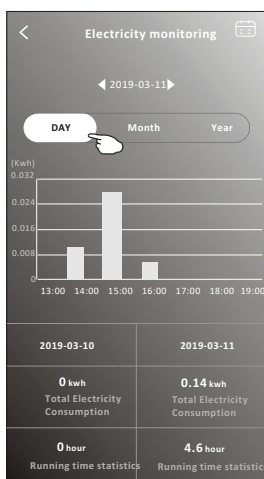 Electricity monitoring
2019-03-11
DAY Month Year
(Kwh)
0.032
0.024
0.016
0.008
0
13:00 14:00 15:00 16:00 17:00 18:00 19:00
2019-03-10 2019-03-11
0 kwh 0.14 kwh
Total Electricity Total Electricity
Consumption Consumption
0 hour 4.6 hour
Running time statistics Running time statistic